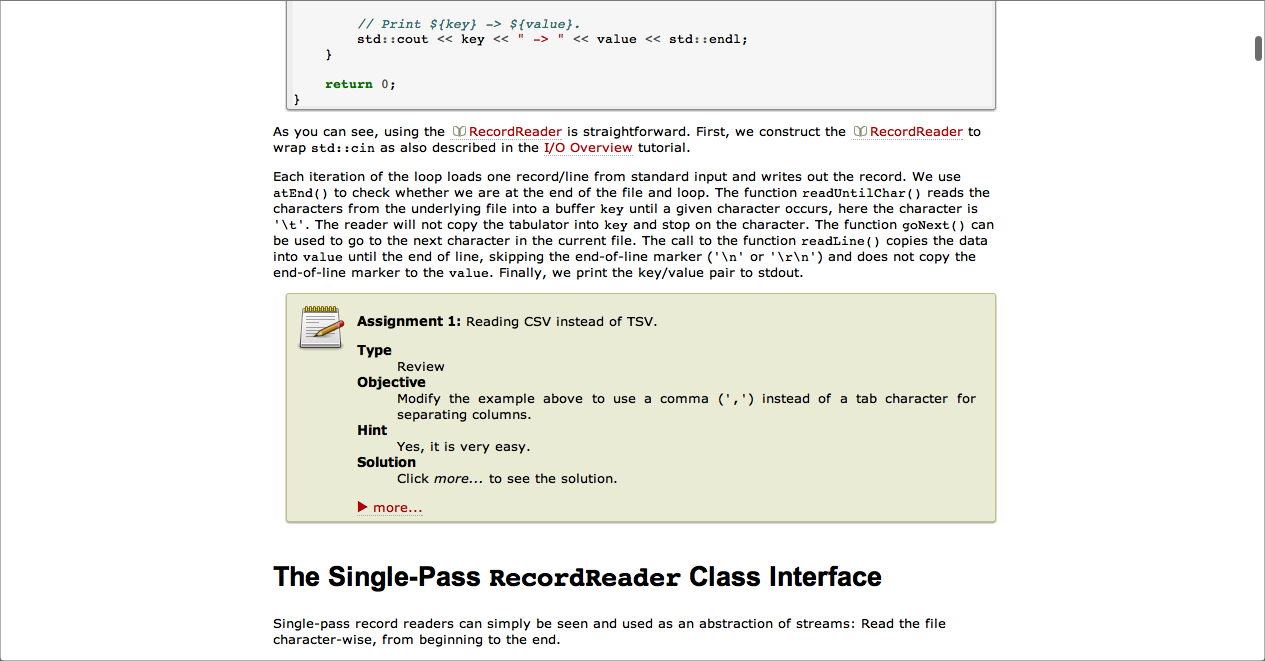 // Print ${key} -> ${value}.
std::cout << key << " -> " << value << std::endl;
}
return 0;
}
As you can see, using the RecordReader is straightforward. First, we construct the RecordReader to
wrap std::cin as also described in the I/O Overview tutorial.
Each iteration of the loop loads one record/line from standard input and writes out the record. We use
atEnd() to check whether we are at the end of the file and loop. The function readUntilChar() reads the
characters from the underlying file into a buffer key until a given character occurs, here the character is
'\t'. The reader will not copy the tabulator into key and stop on the character. The function goNext() can
be used to go to the next character in the current file. The call to the function readLine() copies the data
into value until the end of line, skipping the end-of-line marker ('\n' or '\r\n') and does not copy the
end-of-line marker to the value. Finally, we print the key/value pair to stdout.
Assignment 1: Reading CSV instead of TSV.
Type
Review
Objective
Modify the example above to use a comma (',') instead of a tab character for
separating columns.
Hint
Yes, it is very easy.
Solution
Click more... to see the solution.
more...
The Single-Pass RecordReader Class Interface
Single-pass record readers can simply be seen and used as an abstraction of streams: Read the file
character-wise, from beginning to the end.